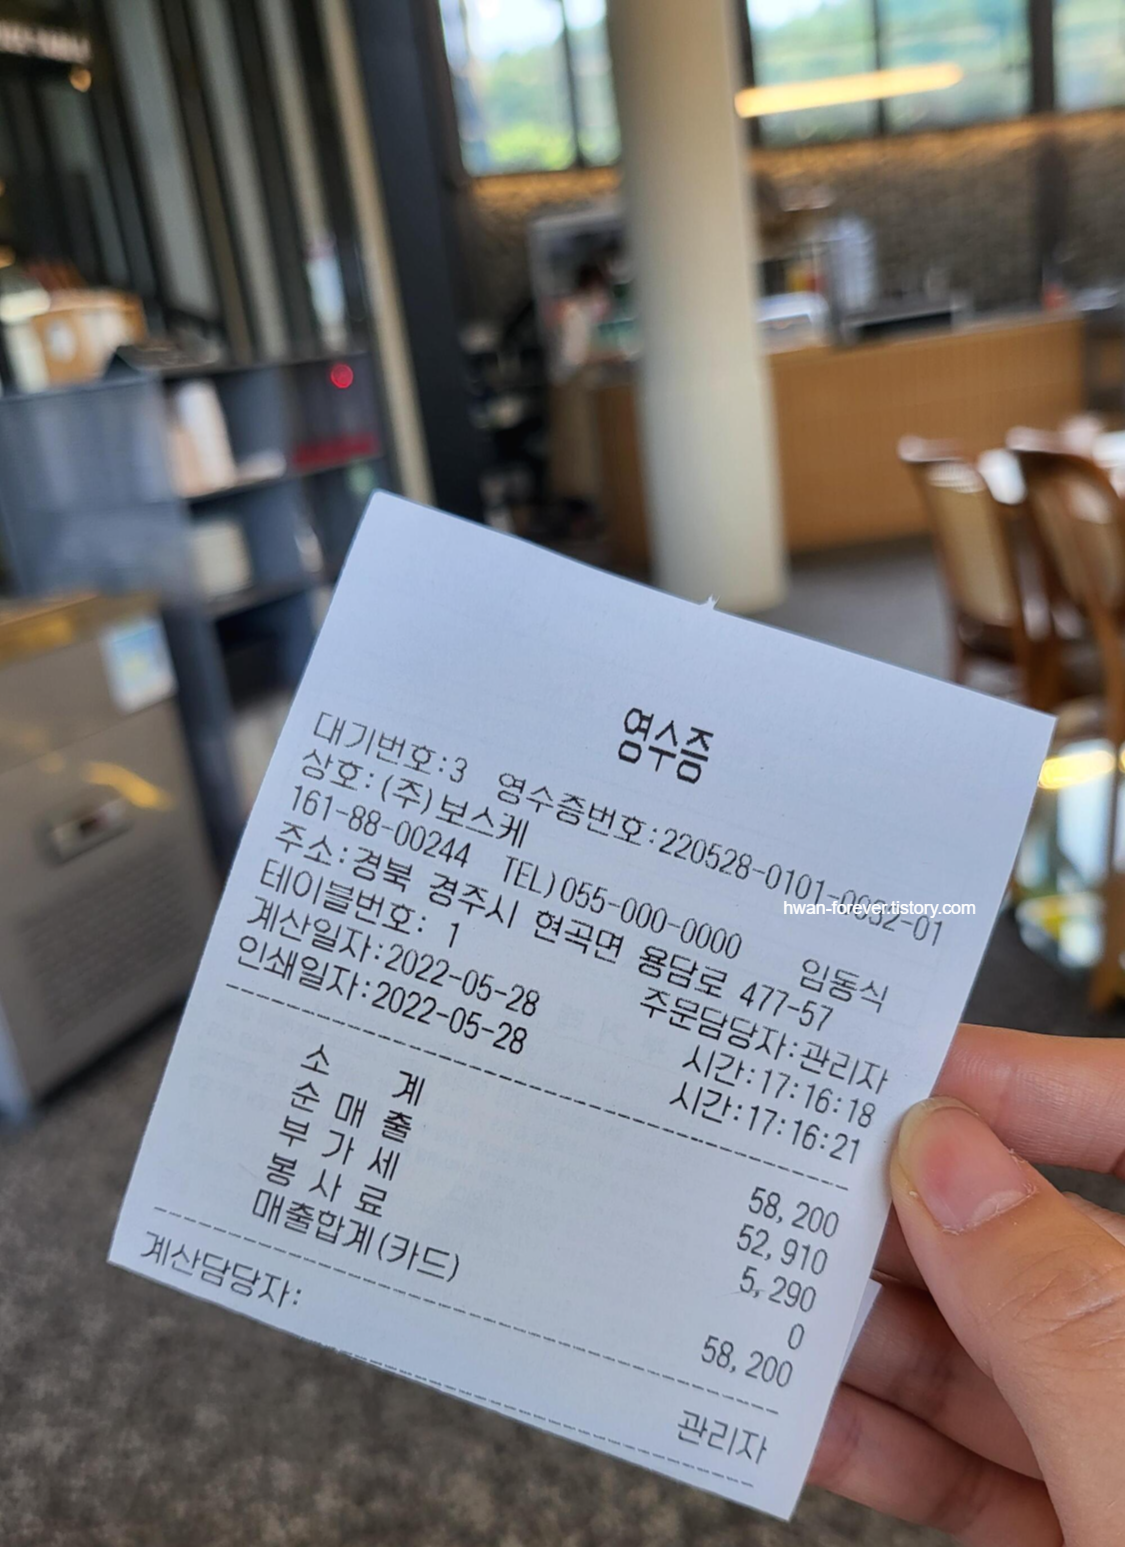 영수증
대기번호:3 영수증번호:220528-0101-0032-01
상호:(주)보스케
161-88-00244 TEL)055-000-0000 임동식
주소:경북 경주시 현곡면 용담로 477-57
테이블번호: 1 주문담당자:관리자
계산일자:2022-05-28 시간:17:16:18
인쇄일자:2022-05-28 시간:17:16:21
소 계 58,200
순 매 출 52,910
부 가 세 5,290
봉 사 료 0
매출합계(카드) 58,200
계산담당자: 관리자
hwan-forever.tistory.com